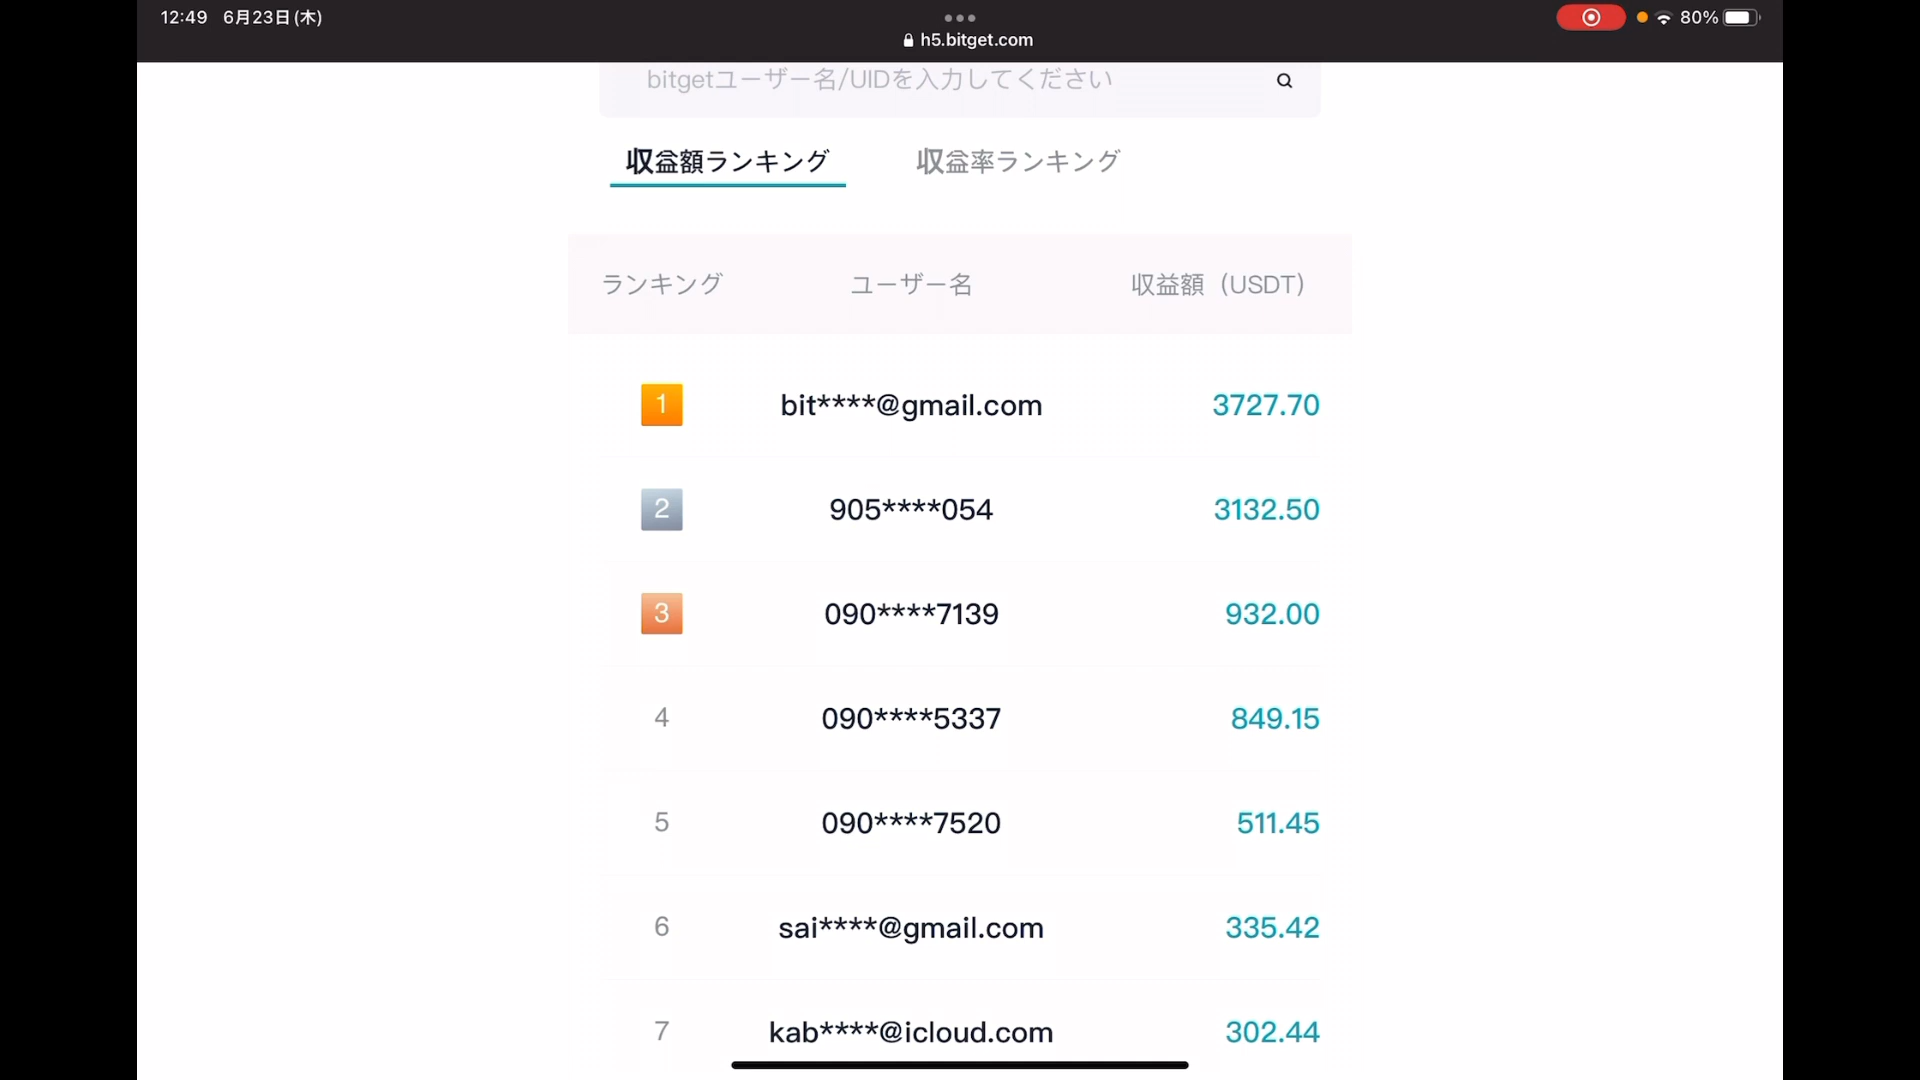 12:49 6月23日(木)
80%
h5.bitget.com
bitgetユーザー名/UIDを入力してください
収益額ランキング 収益率ランキング
ランキング ユーザー名 収益額（USDT）
1 bit****@gmail.com 3727.70
2 905****054 3132.50
3 090****7139 932.00
4 090****5337 849.15
5 090****7520 511.45
6 sai****@gmail.com 335.42
7 kab****@icloud.com 302.44